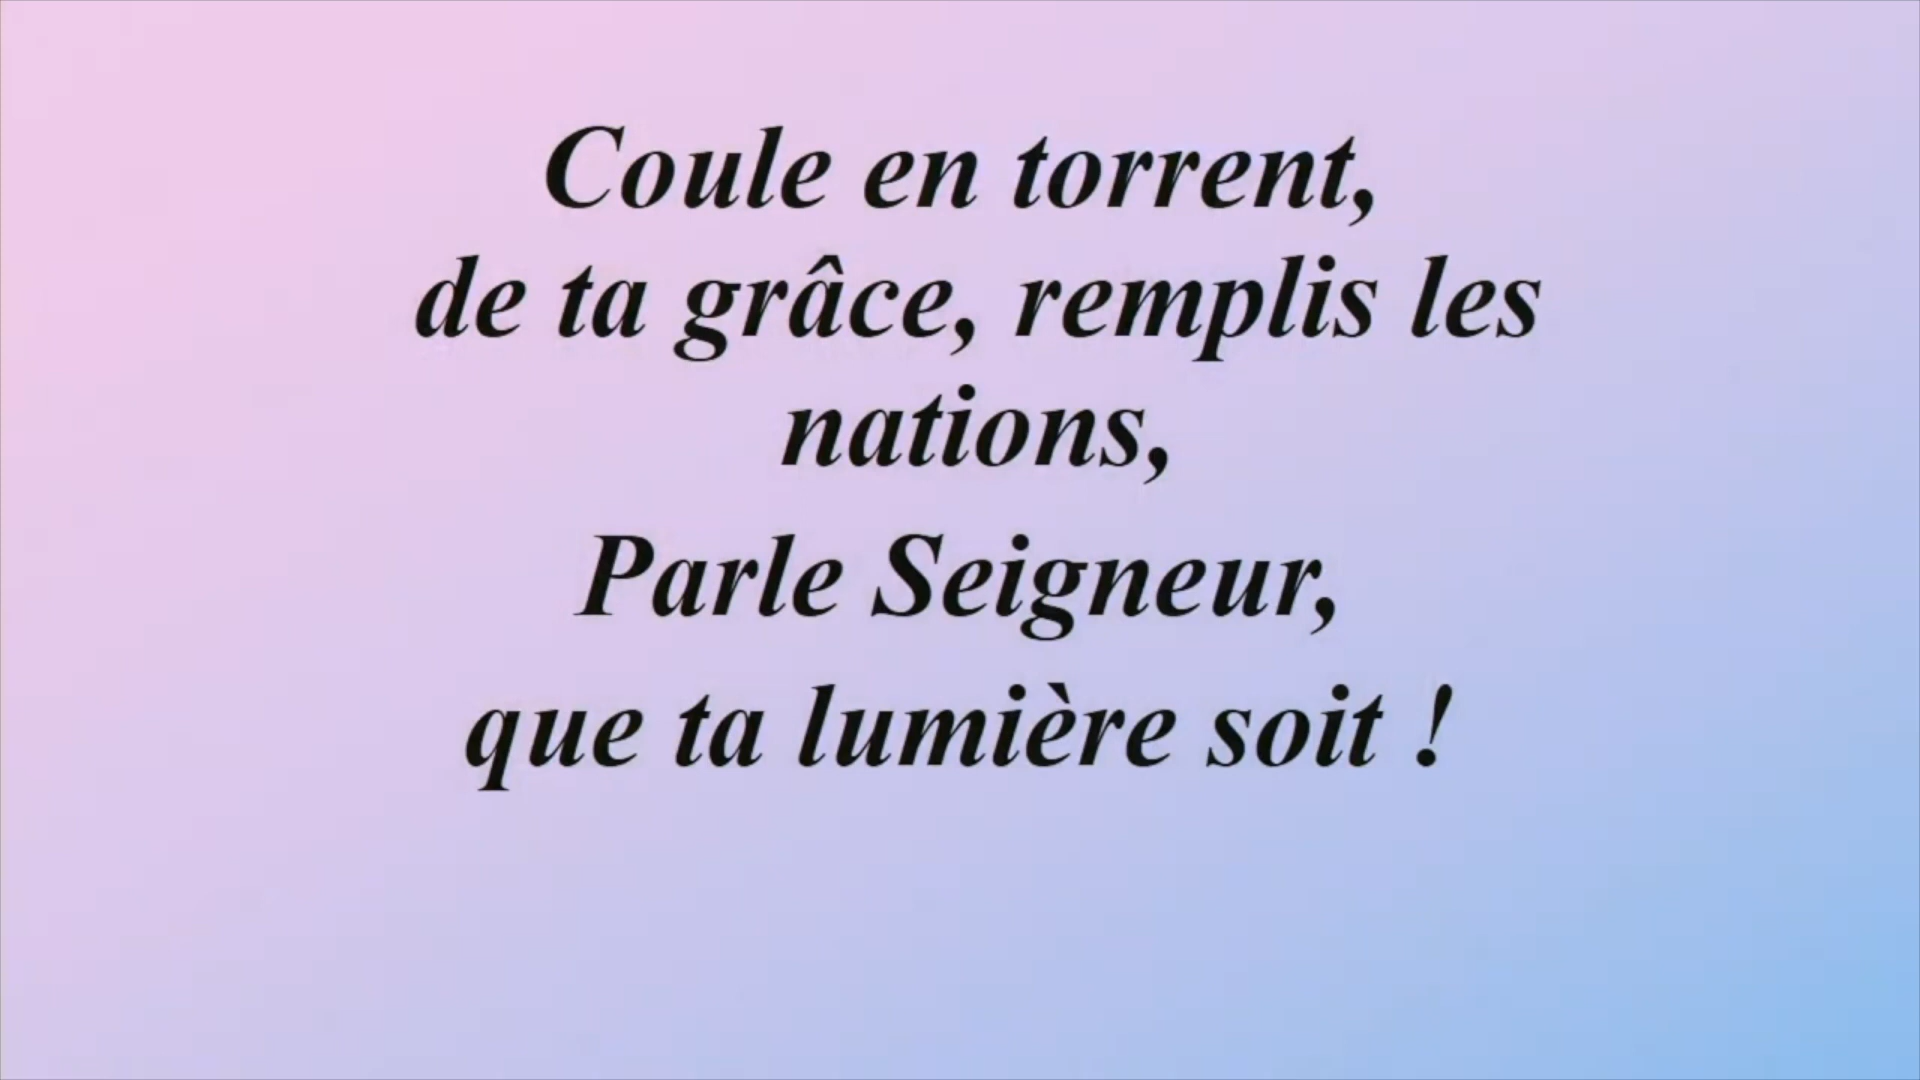 Coule en torrent,
de ta grâce, remplis les
nations,
Parle Seigneur,
que ta lumière soit !